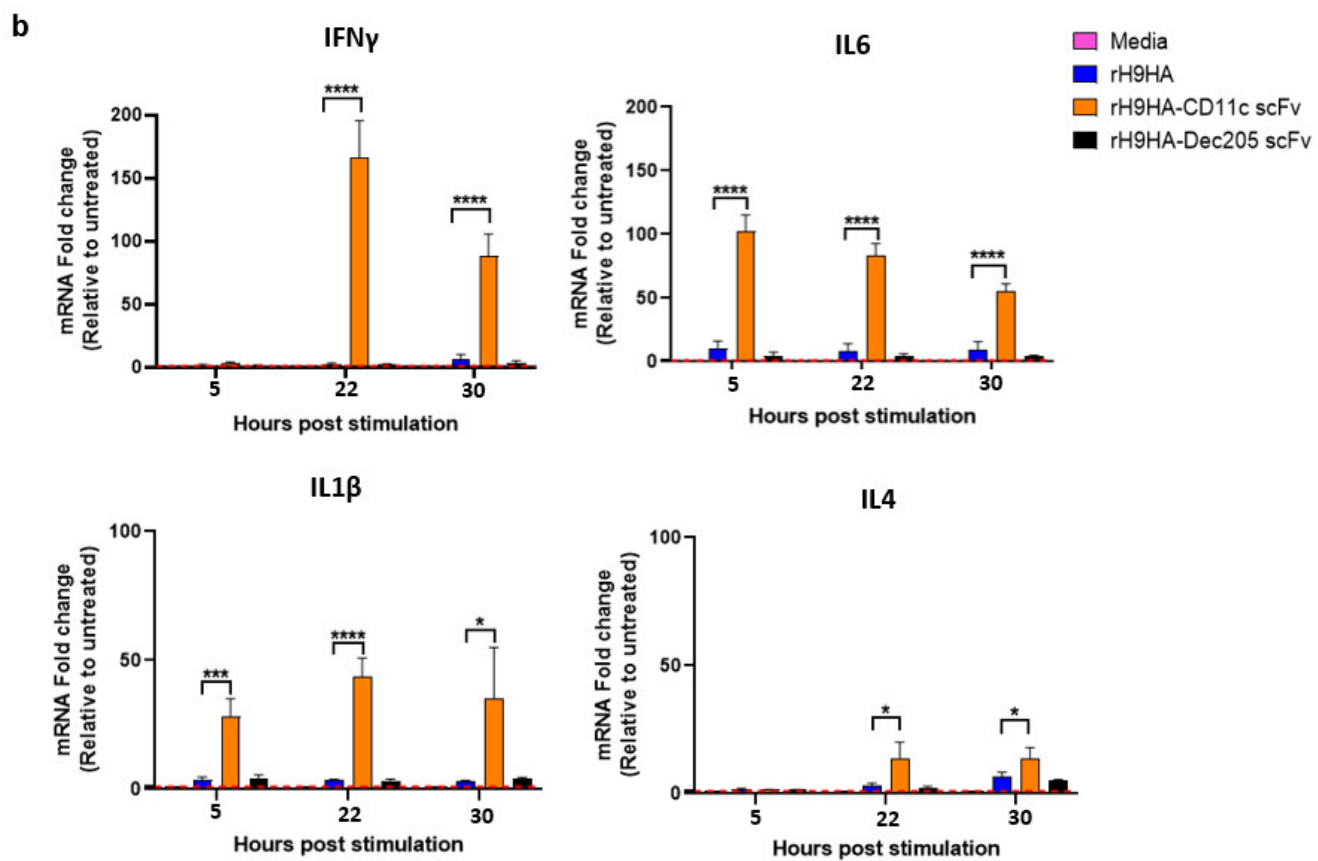 b
IFNγ
IL6
Media
rH9HA
rH9HA-CD11c scFv
rH9HA-Dec205 scFv
mRNA Fold change
(Relative to untreated)
200
150
100
50
0
****
****
5
22
30
Hours post stimulation
mRNA Fold change
(Relative to untreated)
200
150
100
50
0
****
****
****
5
22
30
Hours post stimulation
IL1β
mRNA Fold change
(Relative to untreated)
100
50
0
***
****
*
5
22
30
Hours post stimulation
IL4
mRNA Fold change
(Relative to untreated)
100
50
0
*
*
5
22
30
Hours post stimulation